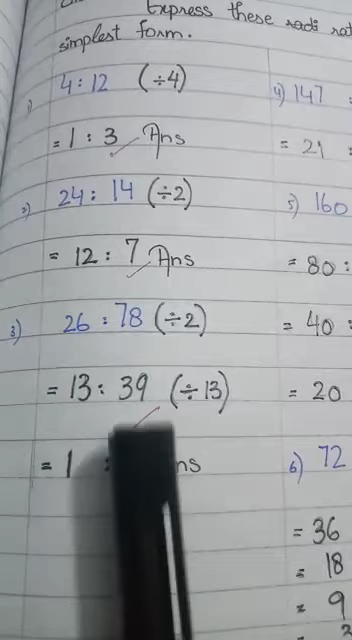 Express these
simplest form.
1) 4 : 12 (÷4)
= 1 : 3 Ans
2) 24 : 14 (÷2)
= 12 : 7 Ans
3) 26 : 78 (÷2)
= 13 : 39 (÷13)
= 1 :
4) 147
= 21
5) 160
= 80 :
= 40 :
= 20
6) 72
= 36
= 18
= 9